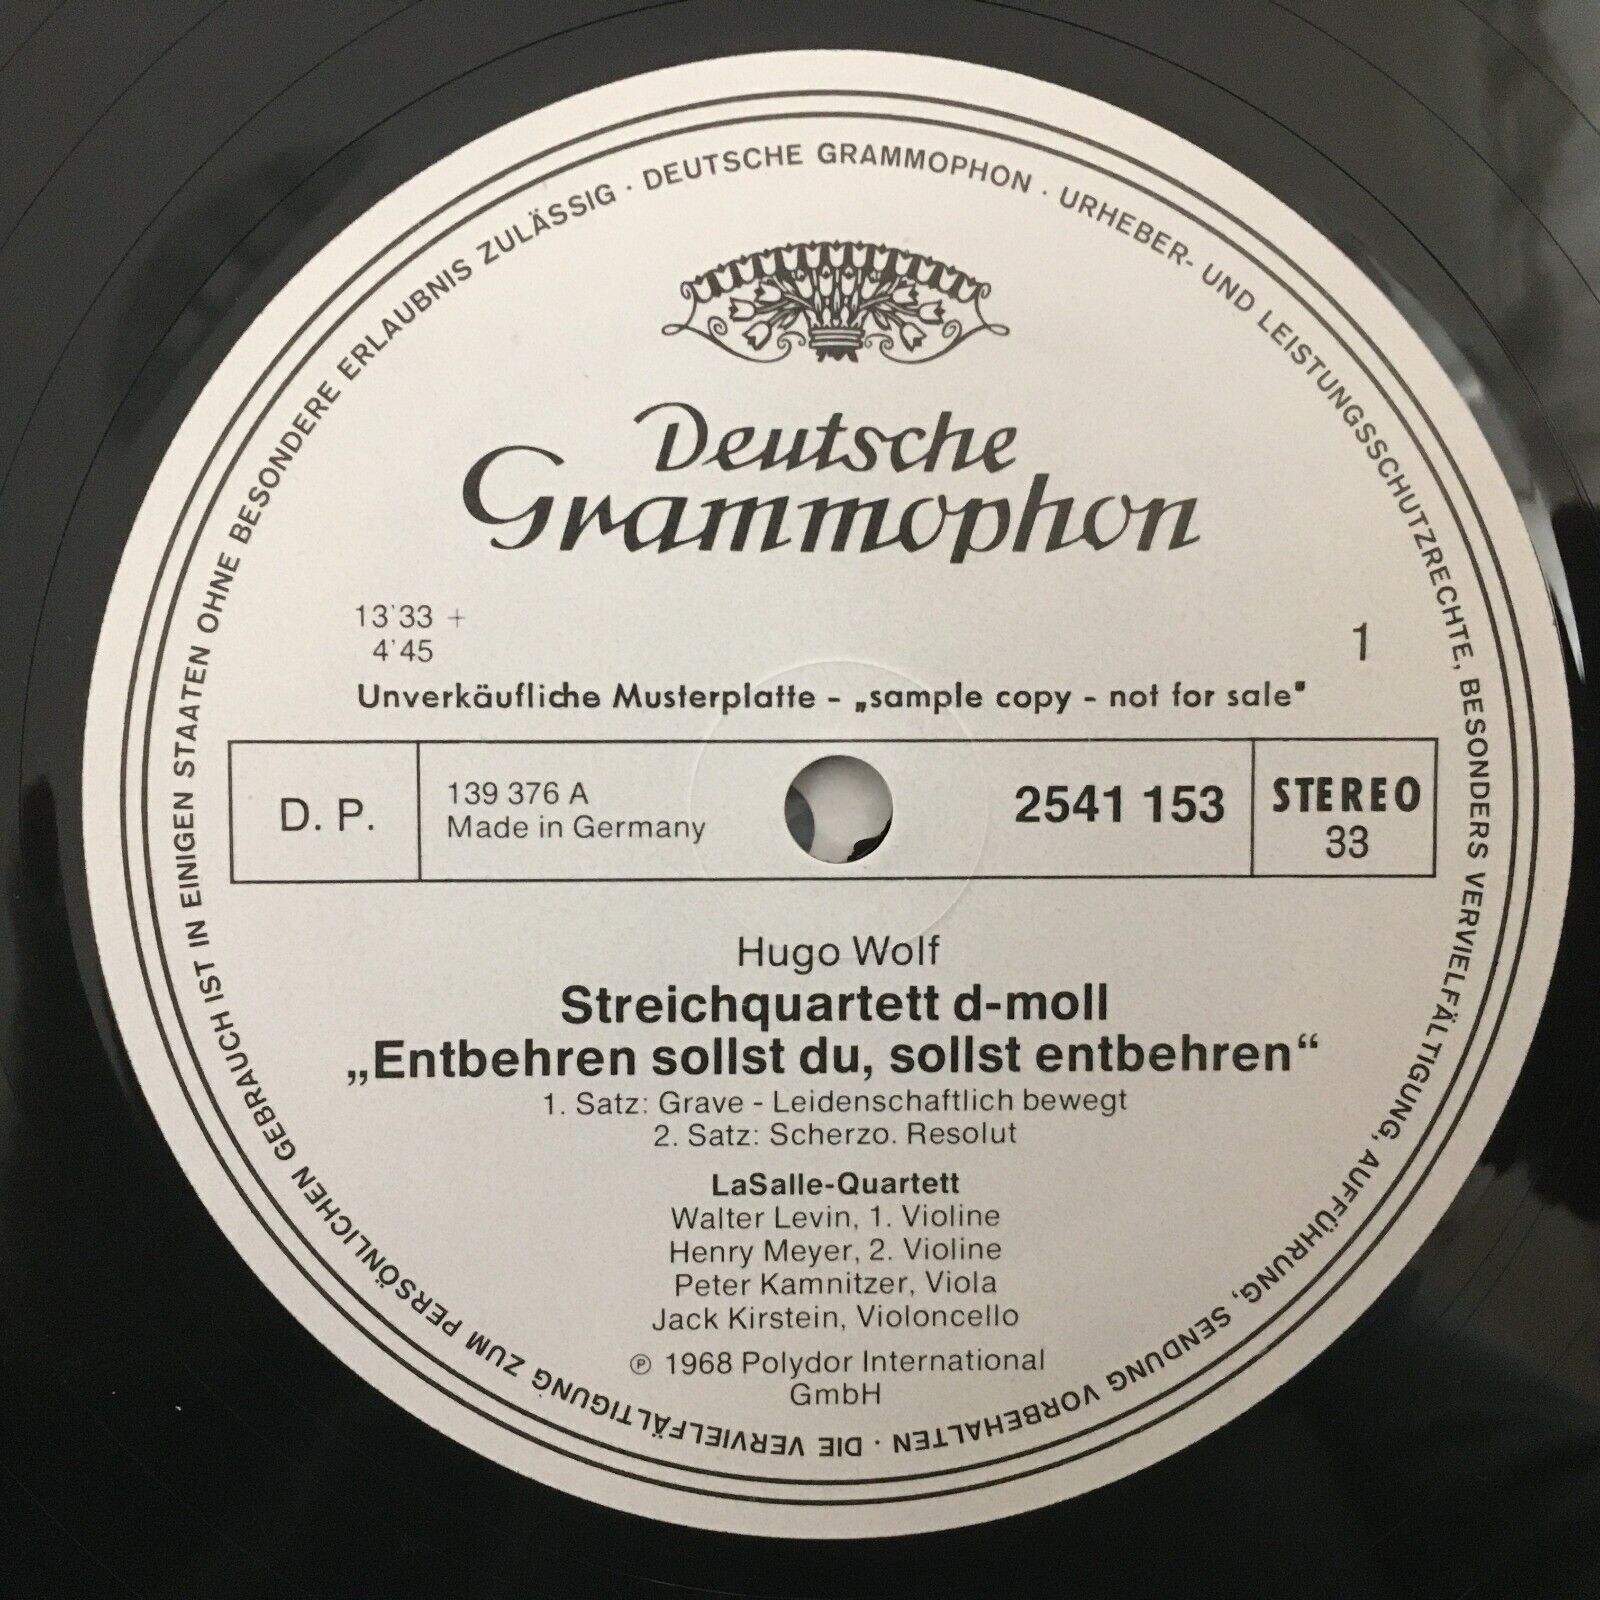 DEUTSCHE GRAMMOPHON · URHEBER- UND LEISTUNGSSCHUTZRECHTE, BESONDERS VERVIELFÄLTIGUNG, AUFFÜHRUNG, SENDUNG VORBEHALTEN · DIE VERVIELFÄLTIGUNG ZUM PERSÖNLICHEN GEBRAUCH IST IN EINIGEN STAATEN OHNE BESONDERE ERLAUBNIS ZULÄSSIG ·
Deutsche
Grammophon
13'33 +
4'45
1
Unverkäufliche Musterplatte - „sample copy - not for sale"
D. P.
139 376 A
Made in Germany
2541 153
STEREO
33
Hugo Wolf
Streichquartett d-moll
„Entbehren sollst du, sollst entbehren“
1. Satz: Grave - Leidenschaftlich bewegt
2. Satz: Scherzo. Resolut
LaSalle-Quartett
Walter Levin, 1. Violine
Henry Meyer, 2. Violine
Peter Kamnitzer, Viola
Jack Kirstein, Violoncello
℗ 1968 Polydor International
GmbH